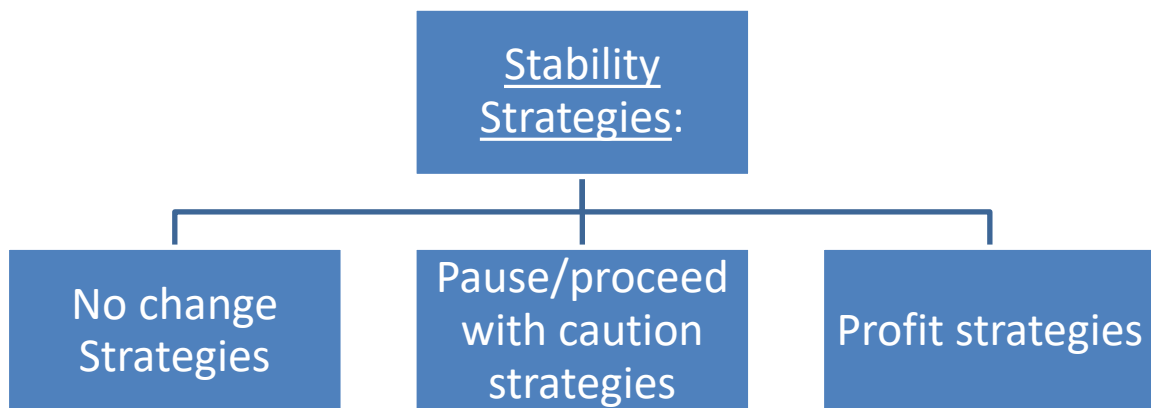 Stability
Strategies:
No change
Strategies
Pause/proceed
with caution
strategies
Profit strategies